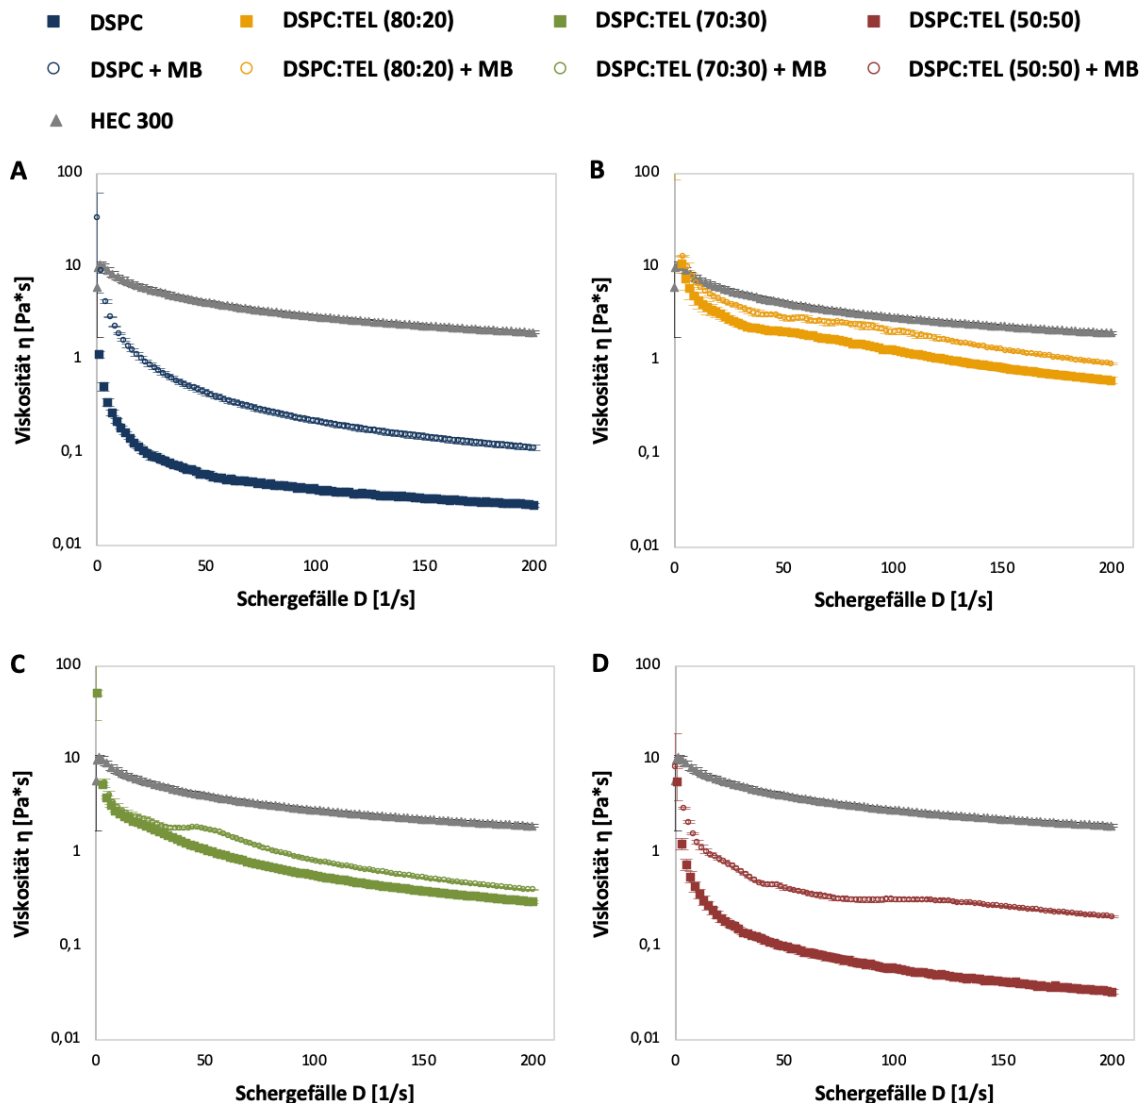 DSPC DSPC:TEL (80:20) DSPC:TEL (70:30) DSPC:TEL (50:50)
DSPC + MB DSPC:TEL (80:20) + MB DSPC:TEL (70:30) + MB DSPC:TEL (50:50) + MB
HEC 300
A
100
10
1
0,1
0,01
Viskosität η [Pa*s]
0 50 100 150 200
Schergefälle D [1/s]
B
100
10
1
0,1
0,01
Viskosität η [Pa*s]
0 50 100 150 200
Schergefälle D [1/s]
C
100
10
1
0,1
0,01
Viskosität η [Pa*s]
0 50 100 150 200
Schergefälle D [1/s]
D
100
10
1
0,1
0,01
Viskosität η [Pa*s]
0 50 100 150 200
Schergefälle D [1/s]